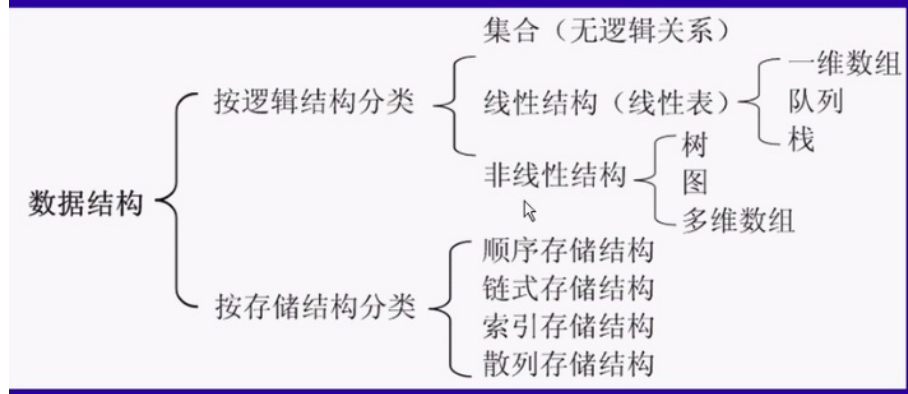 集合（无逻辑关系）
一维数组
按逻辑结构分类
线性结构（线性表）
队列
栈
树
非线性结构
图
数据结构
多维数组
顺序存储结构
链式存储结构
按存储结构分类
索引存储结构
散列存储结构